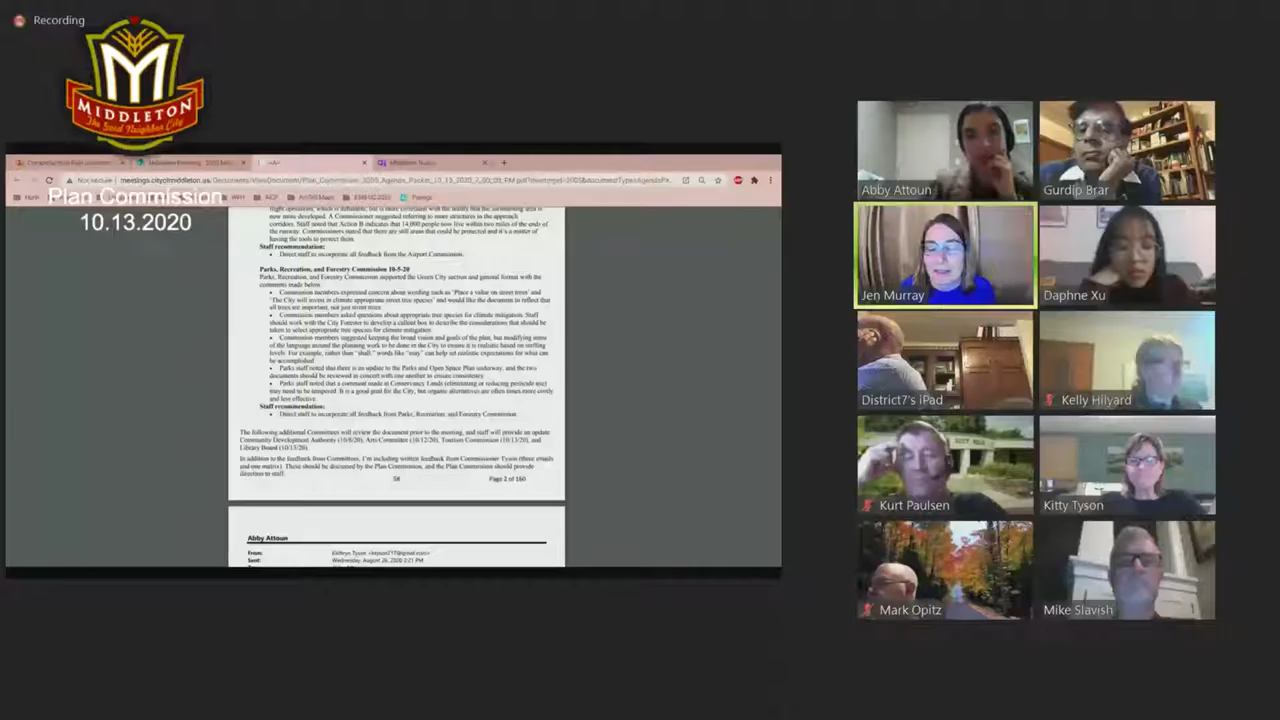 Recording
M
MIDDLETON
The Good Neighbor City
Plan Commission
10.13.2020
Not secure
now more developed. A Commissioner suggested referring to more structures in the approach
corridors. Staff noted that Action B indicates that 14,000 people now live within two miles of the ends of the
runway. Commissioners stated that there are still areas that could be protected and it's a matter of
having the tools to protect them.
Staff recommendation:
• Direct staff to incorporate all feedback from the Airport Commission.
Parks, Recreation, and Forestry Commission 10-5-20
Parks, Recreation, and Forestry Commission supported the Green City section and general format with the
comments made below
• Commission members expressed concern about wording such as 'Place a value on street trees' and
'The City will invest in climate appropriate street tree species' and would like the document to reflect that
all trees are important, not just street trees.
• Commission members asked questions about appropriate tree species for climate mitigation. Staff
should work with the City Forester to develop a callout box to describe the considerations that should be
taken to select appropriate tree species for climate mitigation.
• Commission members suggested keeping the broad vision and goals of the plan, but modifying some
of the language around the planning work to be done in the City to ensure it is realistic based on staffing
levels. For example, rather than "shall," words like "may" can help set realistic expectations for what can
be accomplished.
• Parks staff noted that there is an update to the Parks and Open Space Plan underway, and the two
documents should be reviewed in concert with one another to ensure consistency.
• Parks staff noted that a comment made at Conservancy Lands (eliminating or reducing pesticide use)
may need to be tempered. It is a good goal for the City, but organic alternatives are often times more costly
and less effective.
Staff recommendation:
• Direct staff to incorporate all feedback from Parks, Recreation, and Forestry Commission.
The following additional Committees will review the document prior to the meeting, and staff will provide an update
Community Development Authority (10/8/20), Arts Committee (10/12/20), Tourism Commission (10/13/20), and
Library Board (10/13/20).
In addition to the feedback from Committees, I'm including written feedback from Commissioner Tyson (three emails
and one matrix). These should be discussed by the Plan Commission, and the Plan Commission should provide
direction to staff.
58 Page 2 of 160
Abby Attoun
From:
Sent: Wednesday, August 26, 2020 2:21 PM
Abby Attoun
Gurdip Brar
Jen Murray
Daphne Xu
District7's iPad
Kelly Hilyard
Kurt Paulsen
Kitty Tyson
Mark Opitz
Mike Slavish